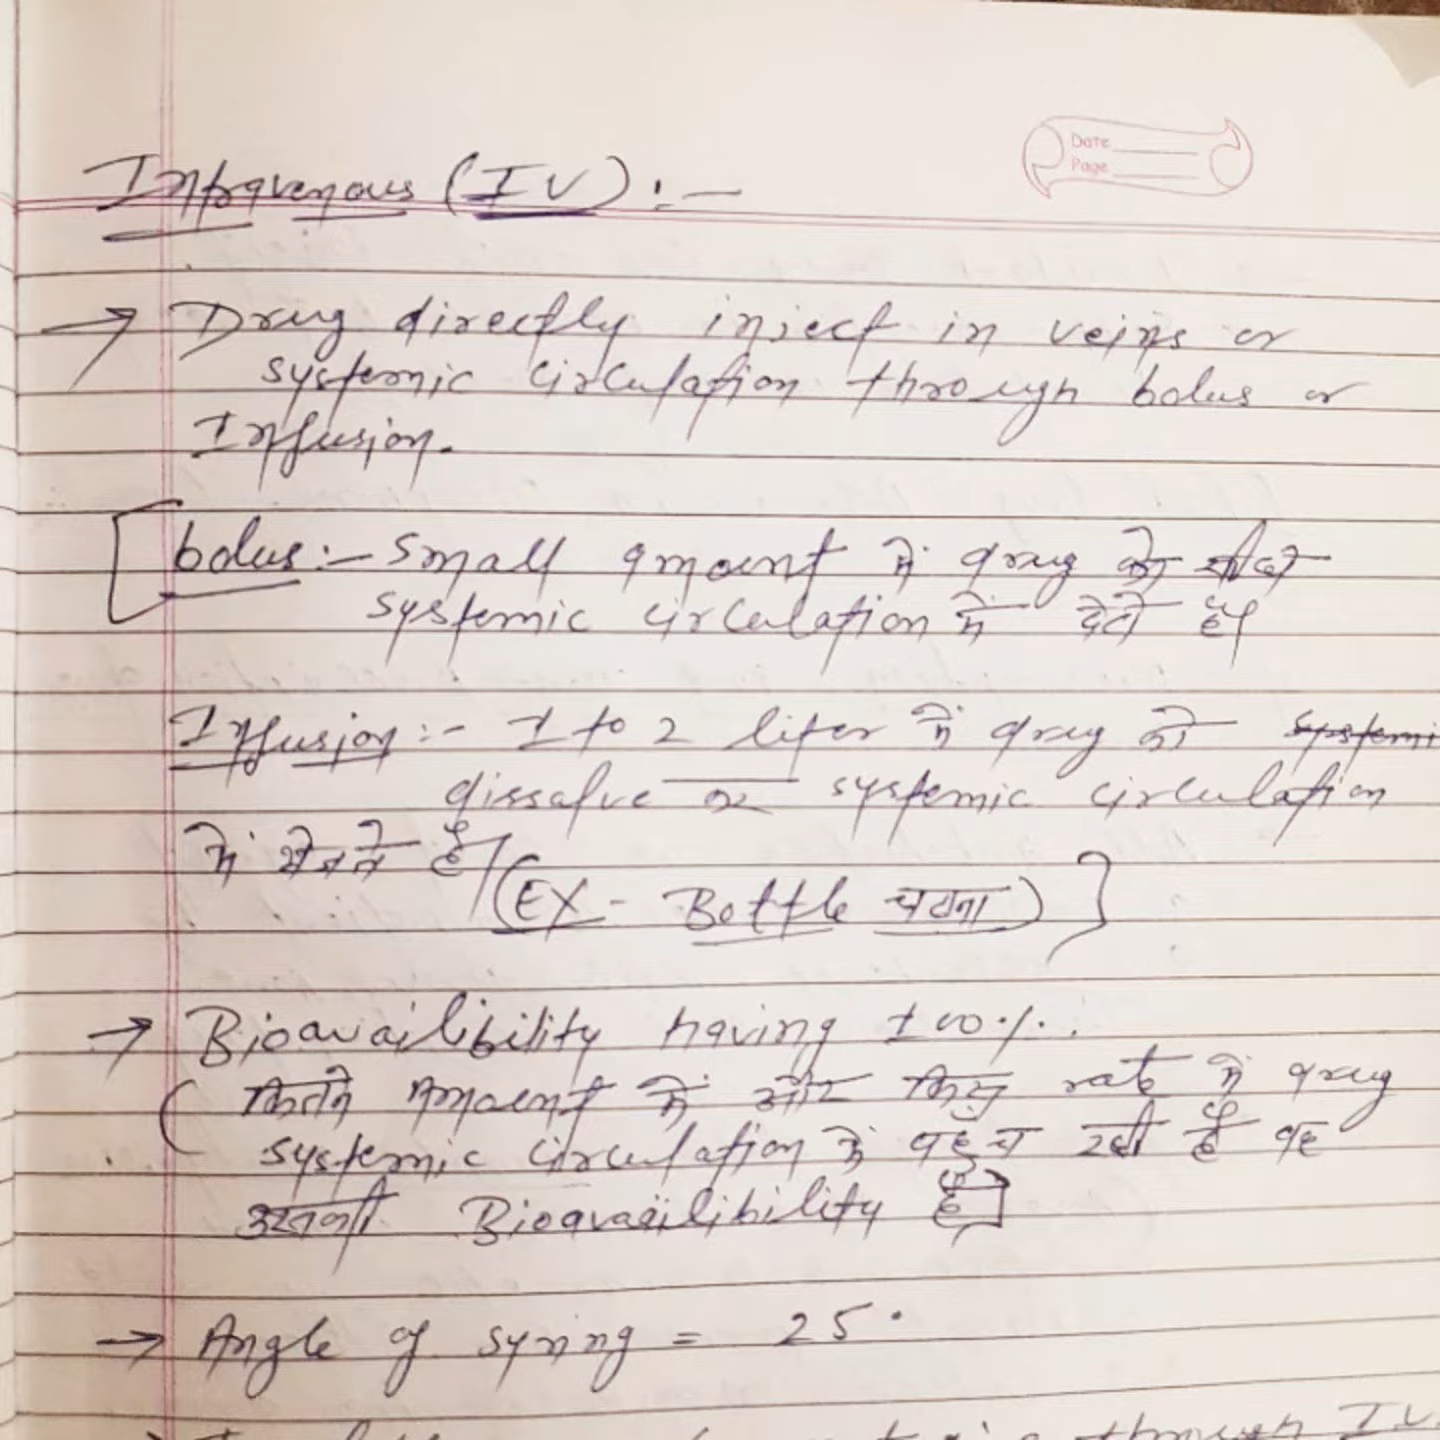 Date
Page
Intravenous (IV) :-
→ Drug directly inject in veins or
systemic circulation through bolus or
Infusion.
[bolus :- Small amount में drug को
systemic circulation में देते हैं
Infusion :- 1 to 2 liter में drug को systemi
dissolve कर systemic circulation
में भेजते है।
(EX - Bottle चढ़ना) ]
→ Bioavailibility having 100%.
( कितने Amount में और किस rate में drug
systemic circulation में पहुँच रही है वह
उसकी Bioavailibility है]
→ Angle of syring = 25°
through I.V.